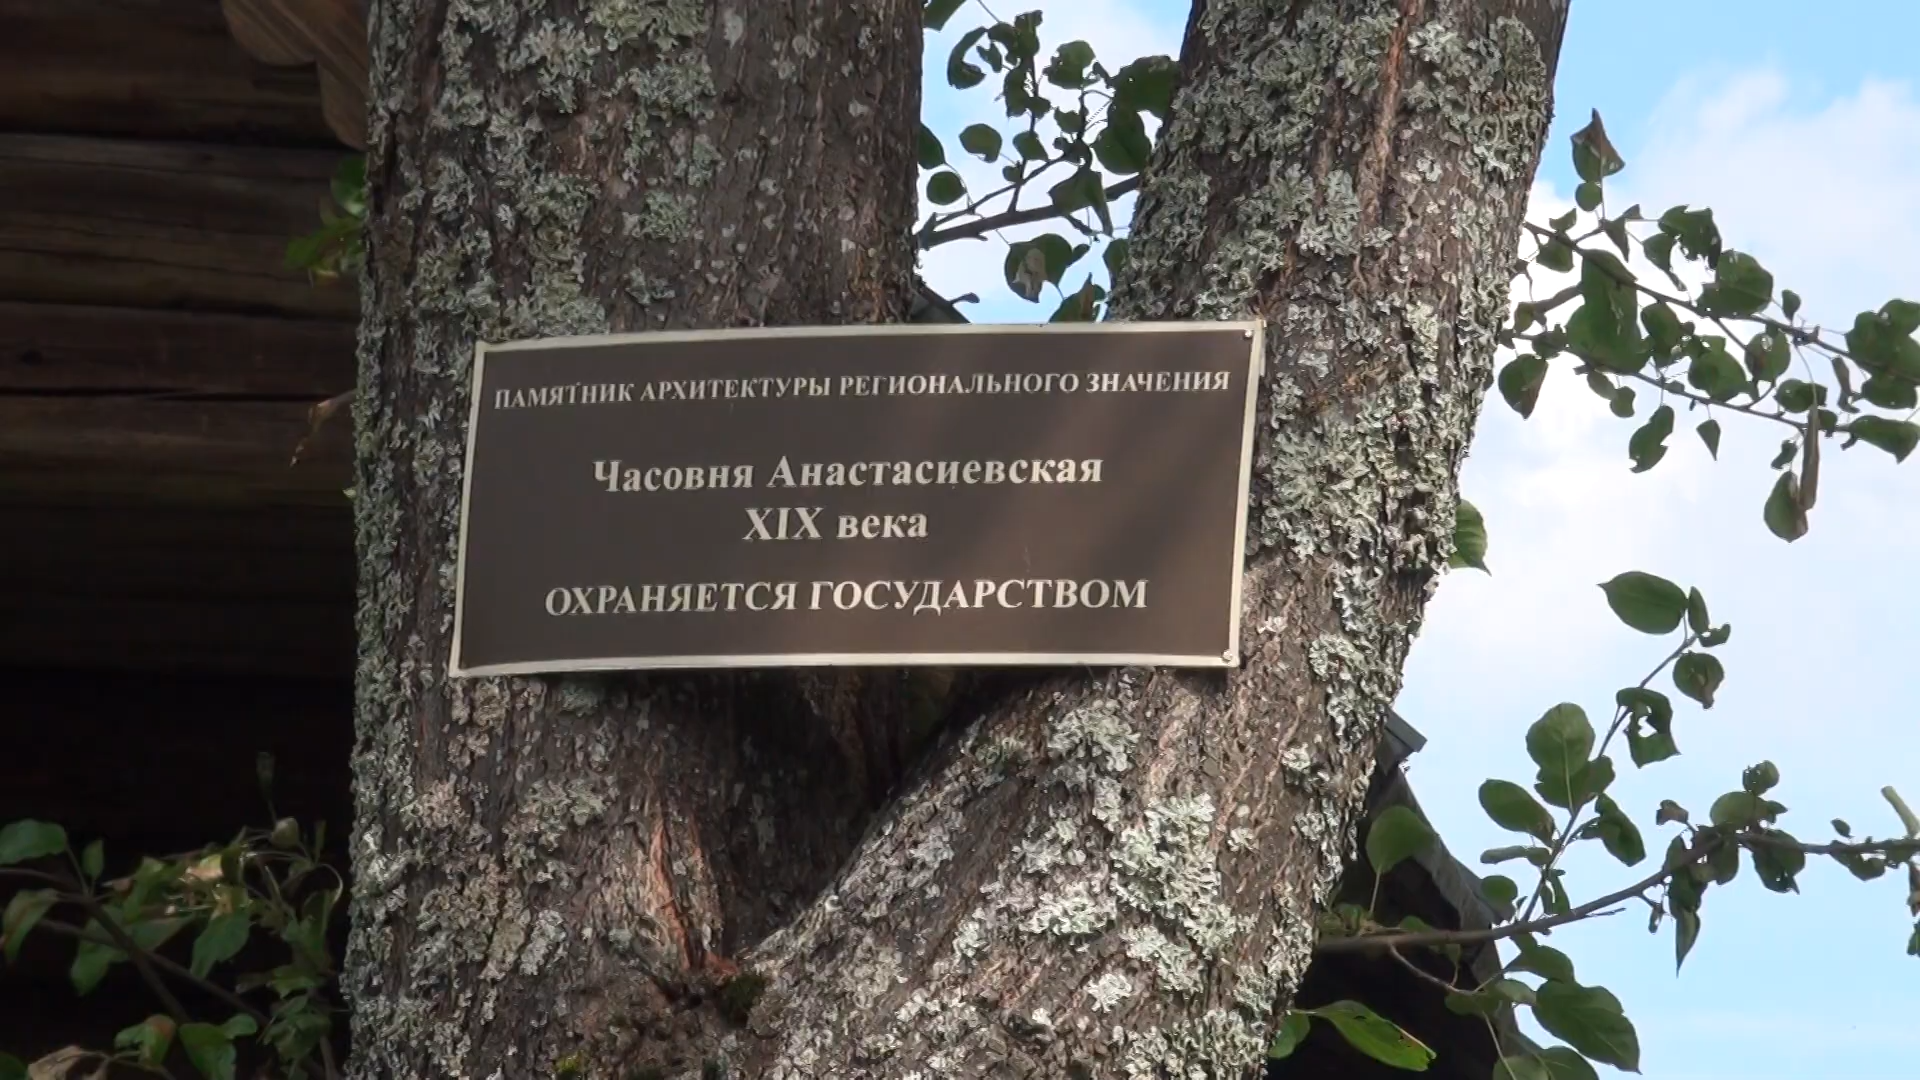 ПАМЯТНИК АРХИТЕКТУРЫ РЕГИОНАЛЬНОГО ЗНАЧЕНИЯ
Часовня Анастасиевская
XIX века
ОХРАНЯЕТСЯ ГОСУДАРСТВОМ